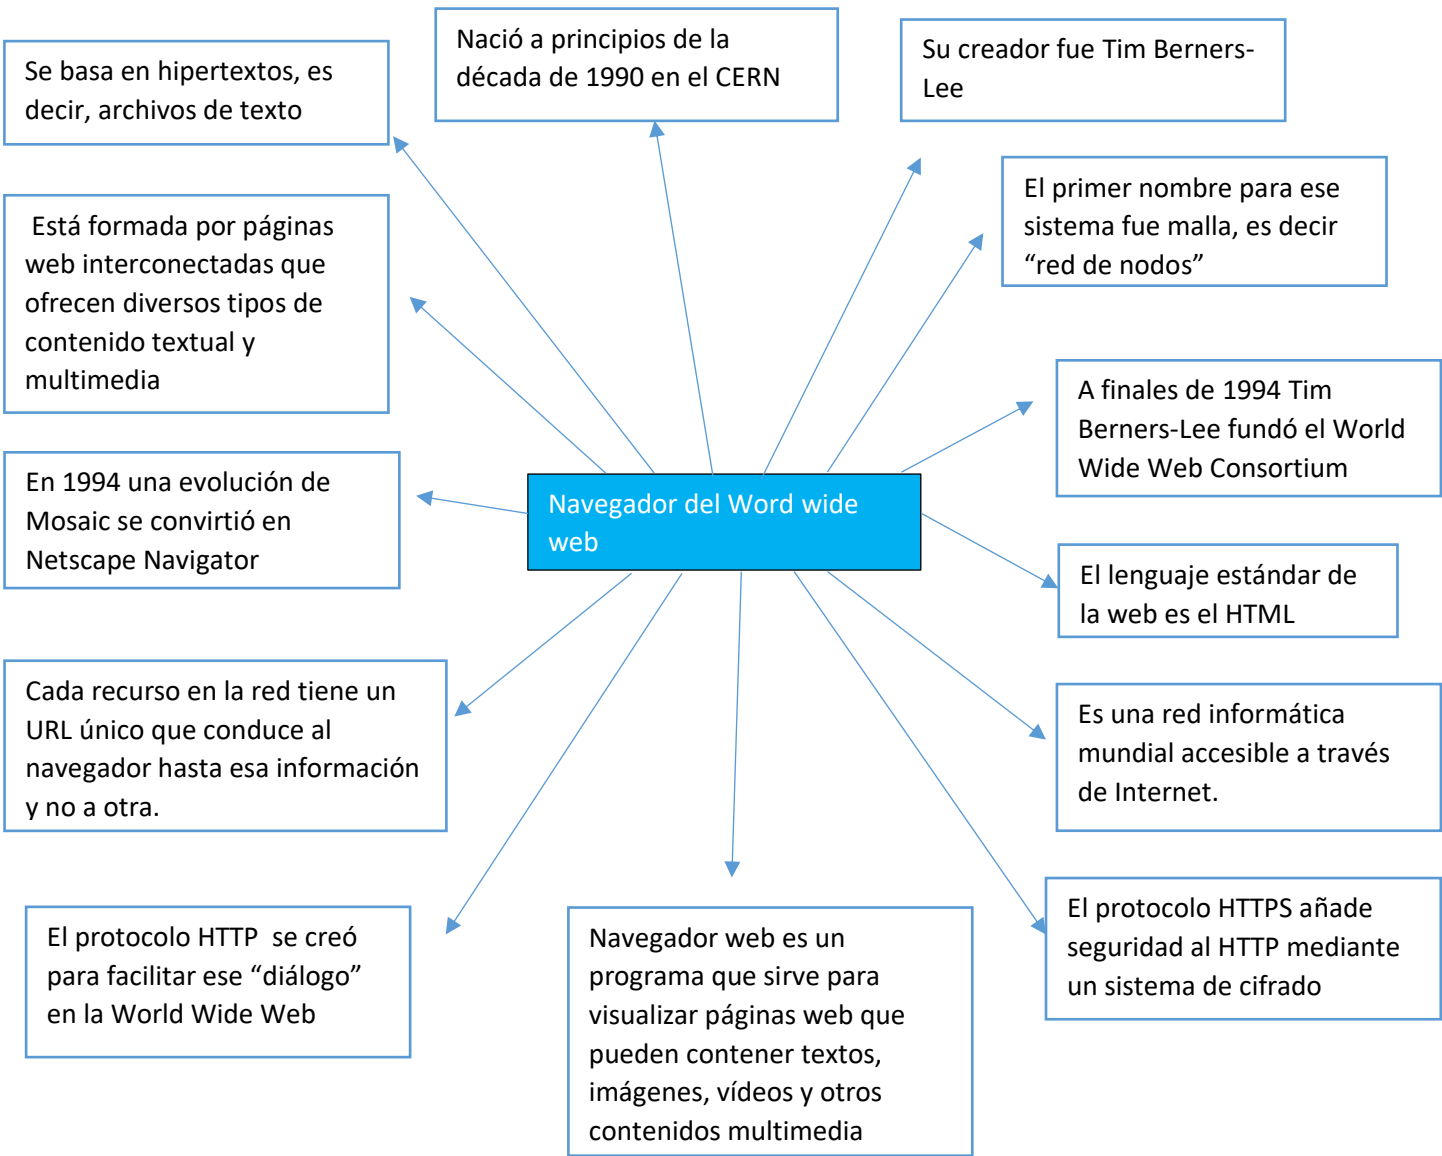 Nació a principios de la
década de 1990 en el CERN
Su creador fue Tim Berners-
Lee
Se basa en hipertextos, es
decir, archivos de texto
El primer nombre para ese
sistema fue malla, es decir
“red de nodos”
Está formada por páginas
web interconectadas que
ofrecen diversos tipos de
contenido textual y
multimedia
A finales de 1994 Tim
Berners-Lee fundó el World
Wide Web Consortium
En 1994 una evolución de
Mosaic se convirtió en
Netscape Navigator
Navegador del Word wide
web
El lenguaje estándar de
la web es el HTML
Cada recurso en la red tiene un
URL único que conduce al
navegador hasta esa información
y no a otra.
Es una red informática
mundial accesible a través
de Internet.
El protocolo HTTP  se creó
para facilitar ese “diálogo”
en la World Wide Web
Navegador web es un
programa que sirve para
visualizar páginas web que
pueden contener textos,
imágenes, vídeos y otros
contenidos multimedia
El protocolo HTTPS añade
seguridad al HTTP mediante
un sistema de cifrado